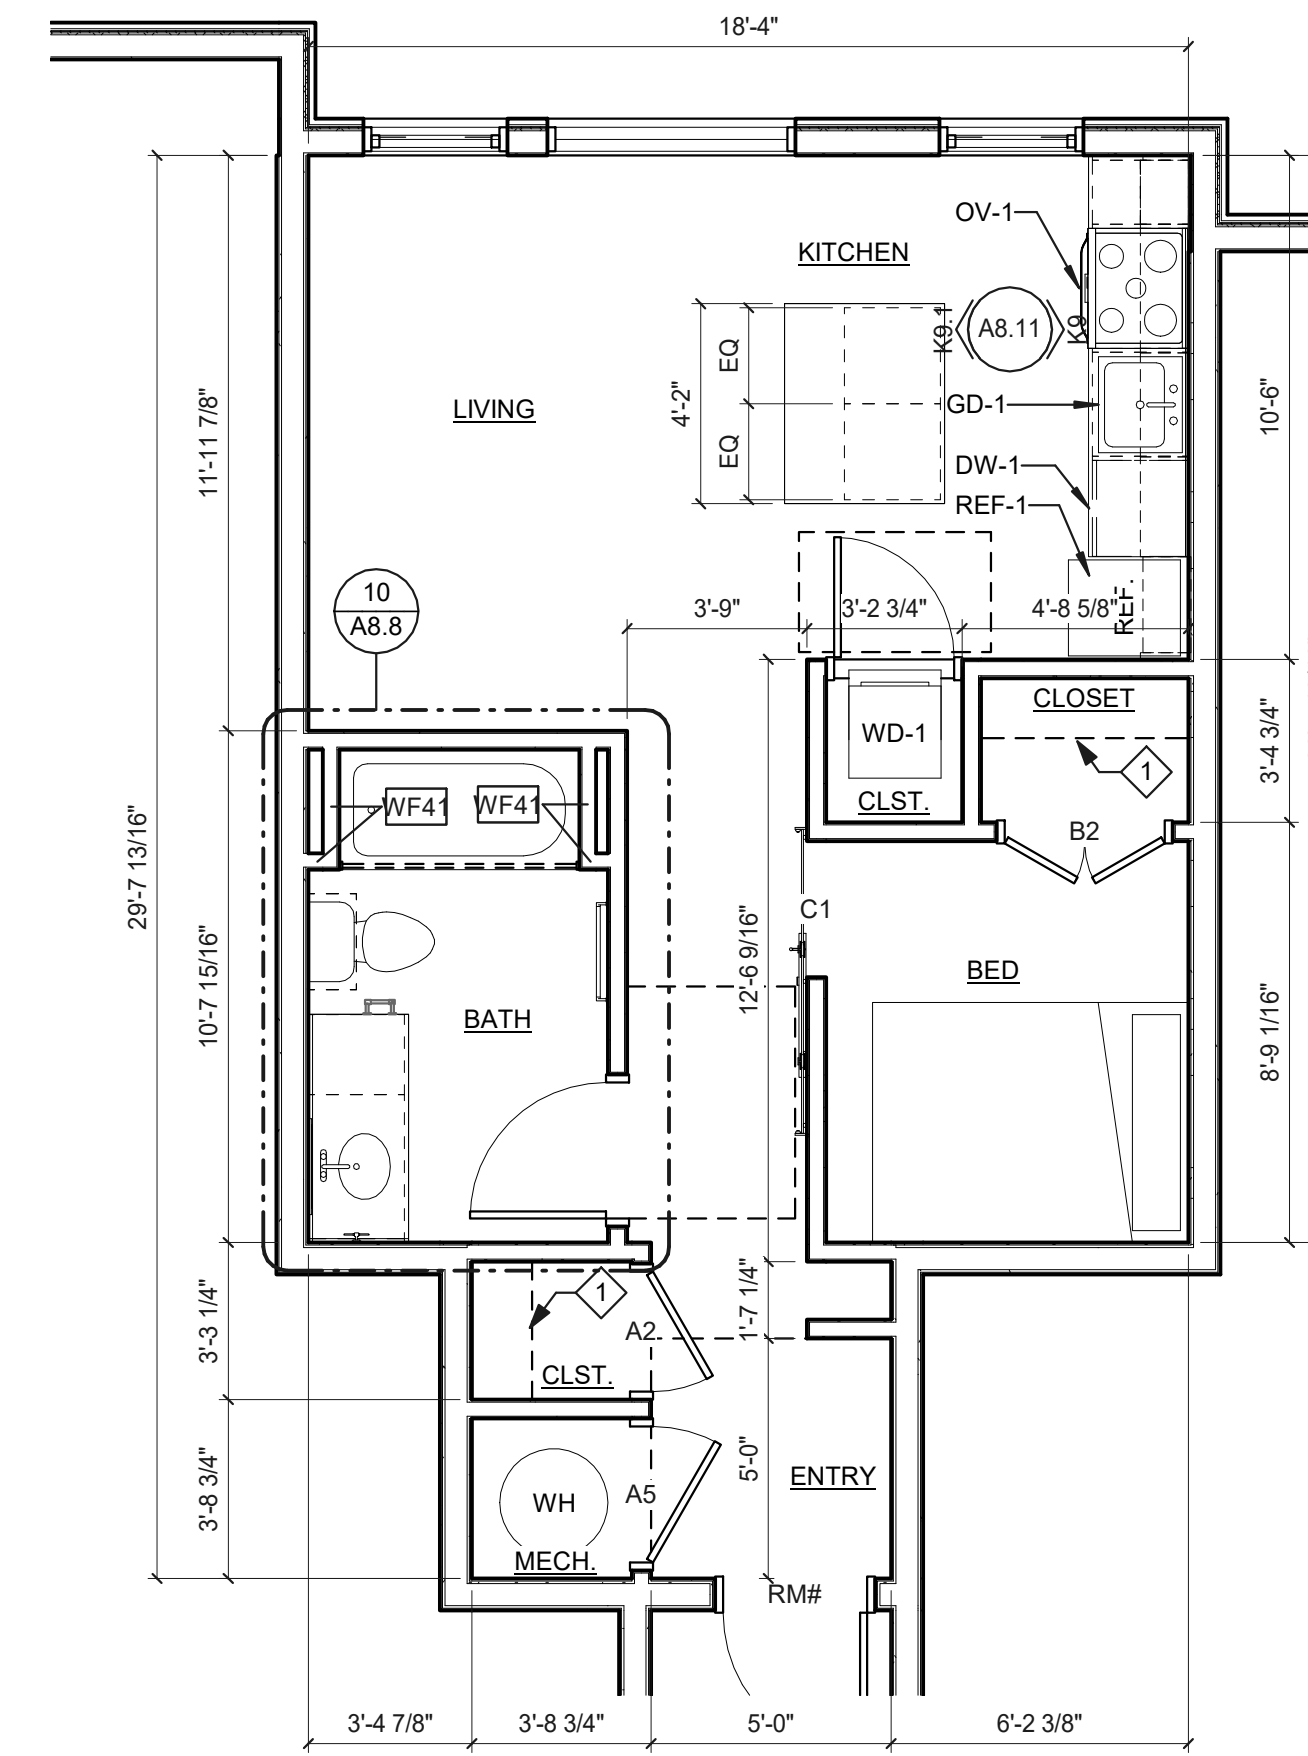 18'-4"
OV-1
KITCHEN
K9.1
A8.11
K9
EQ
4'-2"
EQ
LIVING
GD-1
11'-11 7/8"
10'-6"
DW-1
REF-1
10
A8.8
3'-9"
3'-2 3/4"
4'-8 5/8"
REF.
CLOSET
WD-1
1
3'-4 3/4"
CLST.
WF41
WF41
B2
29'-7 13/16"
C1
10'-7 15/16"
12'-6 9/16"
BED
BATH
8'-9 1/16"
3'-3 1/4"
1
A2
1'-7 1/4"
CLST.
3'-8 3/4"
5'-0"
ENTRY
WH
A5
MECH.
RM#
3'-4 7/8"
3'-8 3/4"
5'-0"
6'-2 3/8"